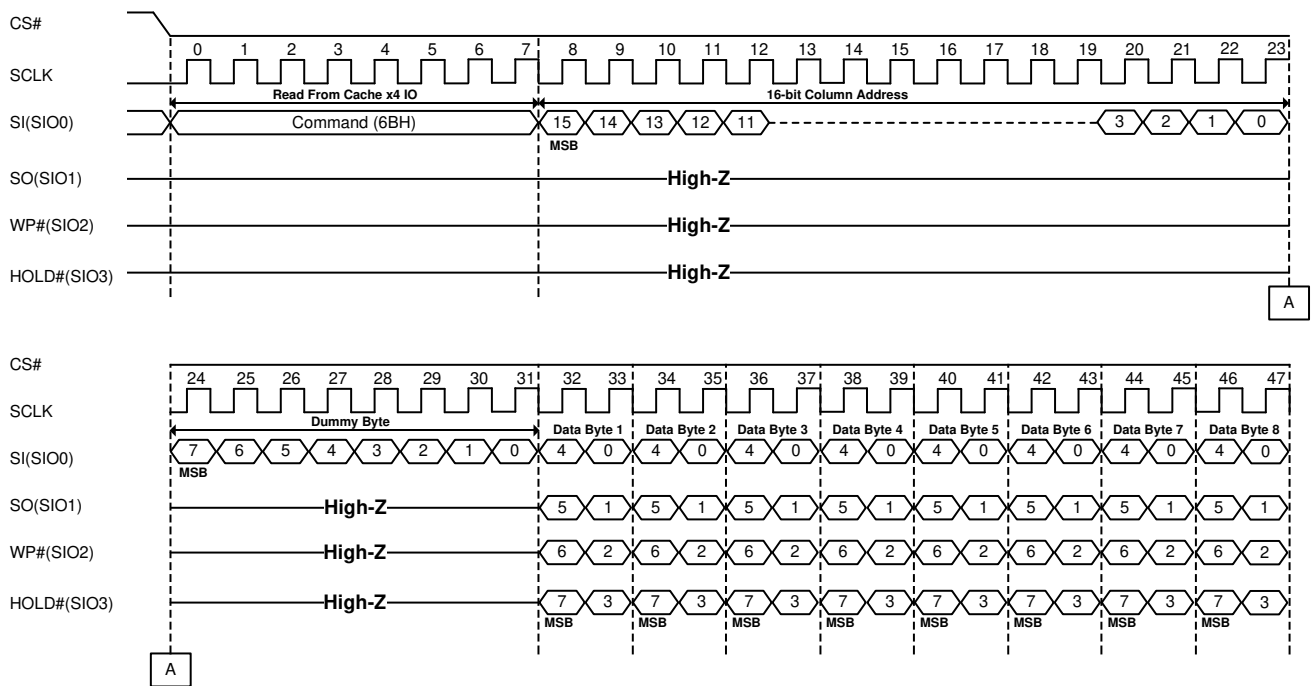 CS#
0 1 2 3 4 5 6 7 8 9 10 11 12 13 14 15 16 17 18 19 20 21 22 23
SCLK
Read From Cache x4 IO 16-bit Column Address
SI(SIO0) Command (6BH) 15 14 13 12 11 3 2 1 0
MSB
SO(SIO1) High-Z
WP#(SIO2) High-Z
HOLD#(SIO3) High-Z
A
CS#
24 25 26 27 28 29 30 31 32 33 34 35 36 37 38 39 40 41 42 43 44 45 46 47
SCLK
Dummy Byte Data Byte 1 Data Byte 2 Data Byte 3 Data Byte 4 Data Byte 5 Data Byte 6 Data Byte 7 Data Byte 8
SI(SIO0) 7 6 5 4 3 2 1 0 4 0 4 0 4 0 4 0 4 0 4 0 4 0 4 0
MSB
SO(SIO1) High-Z 5 1 5 1 5 1 5 1 5 1 5 1 5 1 5 1
WP#(SIO2) High-Z 6 2 6 2 6 2 6 2 6 2 6 2 6 2 6 2
HOLD#(SIO3) High-Z 7 3 7 3 7 3 7 3 7 3 7 3 7 3 7 3
MSB MSB MSB MSB MSB MSB MSB MSB
A